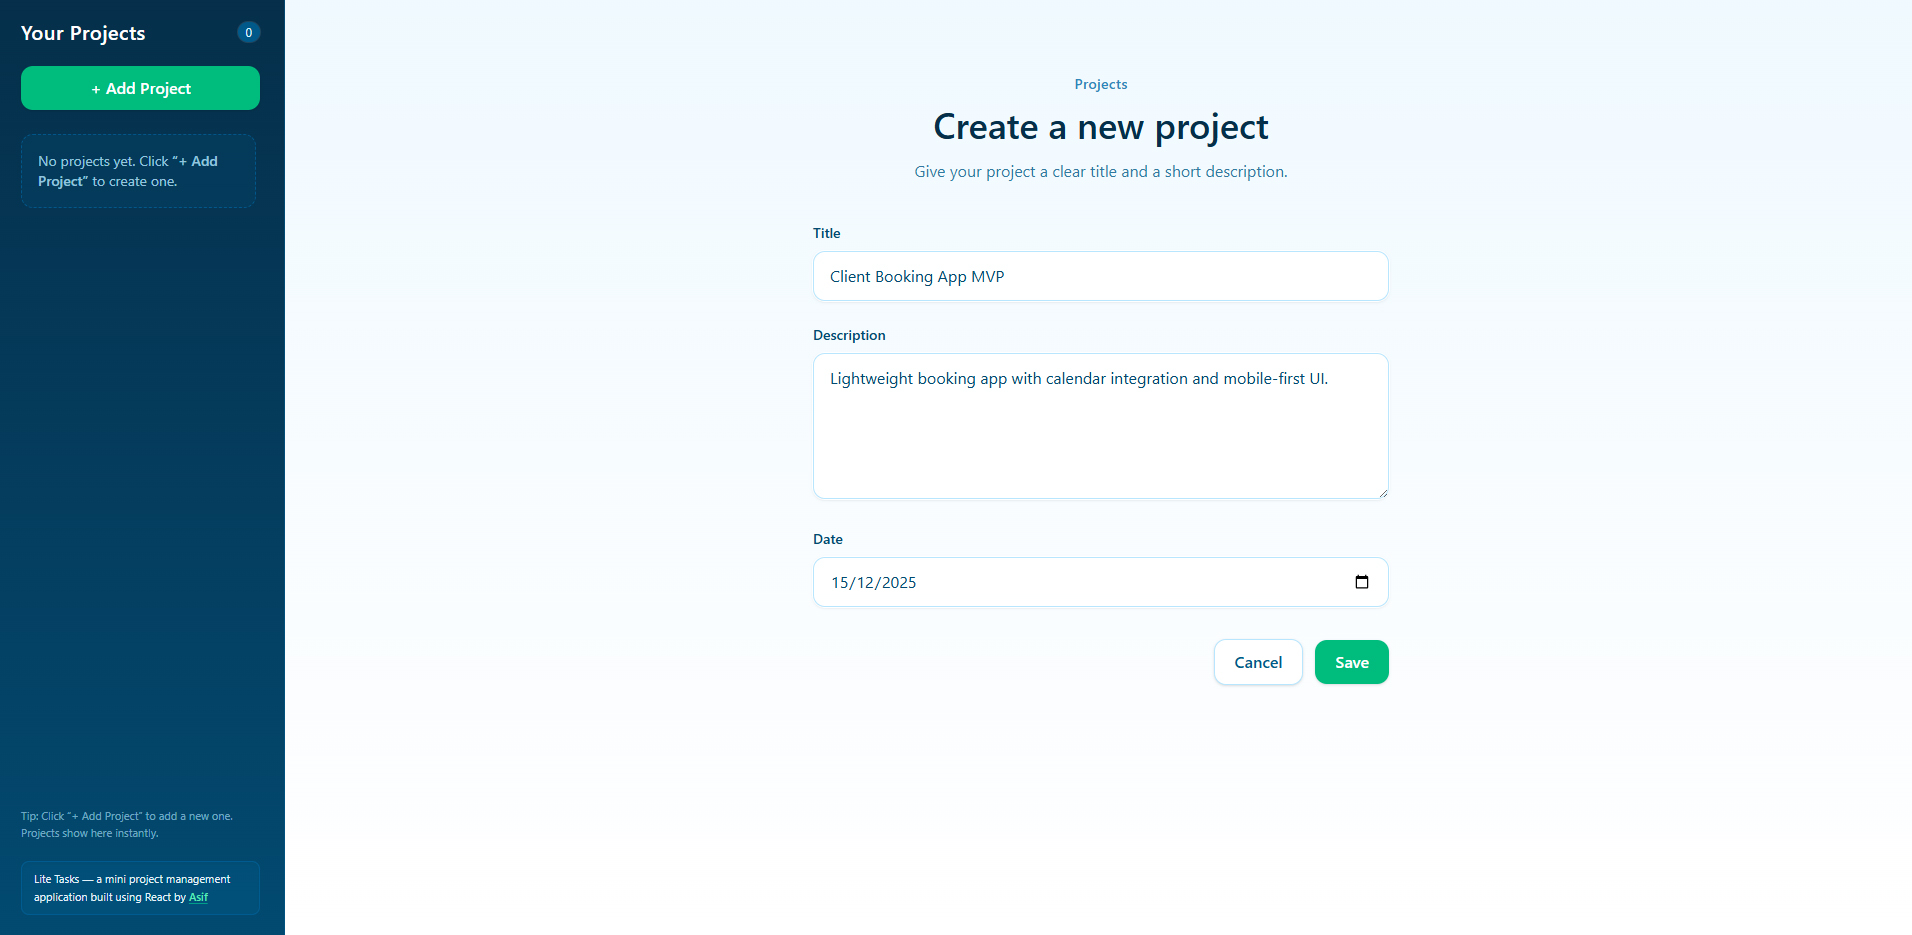 Your Projects
0
+ Add Project
No projects yet. Click “+ Add
Project” to create one.
Tip: Click “+ Add Project” to add a new one.
Projects show here instantly.
Lite Tasks — a mini project management
application built using React by Asif
Projects
Create a new project
Give your project a clear title and a short description.
Title
Client Booking App MVP
Description
Lightweight booking app with calendar integration and mobile-first UI.
Date
15/12/2025
Cancel
Save